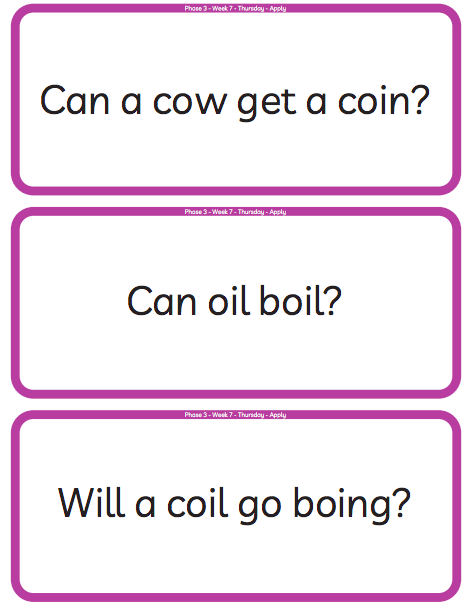 Phase 3 - Week 7 - Thursday - Apply
Can a cow get a coin?
Phase 3 - Week 7 - Thursday - Apply
Can oil boil?
Phase 3 - Week 7 - Thursday - Apply
Will a coil go boing?